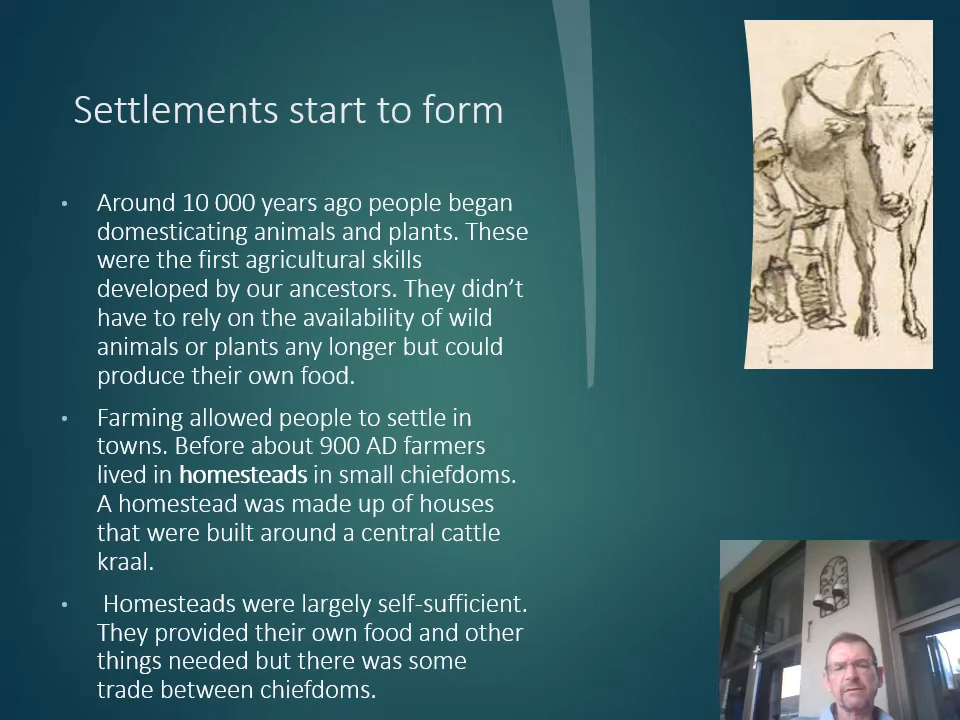 Settlements start to form
• Around 10 000 years ago people began
domesticating animals and plants. These
were the first agricultural skills
developed by our ancestors. They didn’t
have to rely on the availability of wild
animals or plants any longer but could
produce their own food.
• Farming allowed people to settle in
towns. Before about 900 AD farmers
lived in homesteads in small chiefdoms.
A homestead was made up of houses
that were built around a central cattle
kraal.
• Homesteads were largely self-sufficient.
They provided their own food and other
things needed but there was some
trade between chiefdoms.